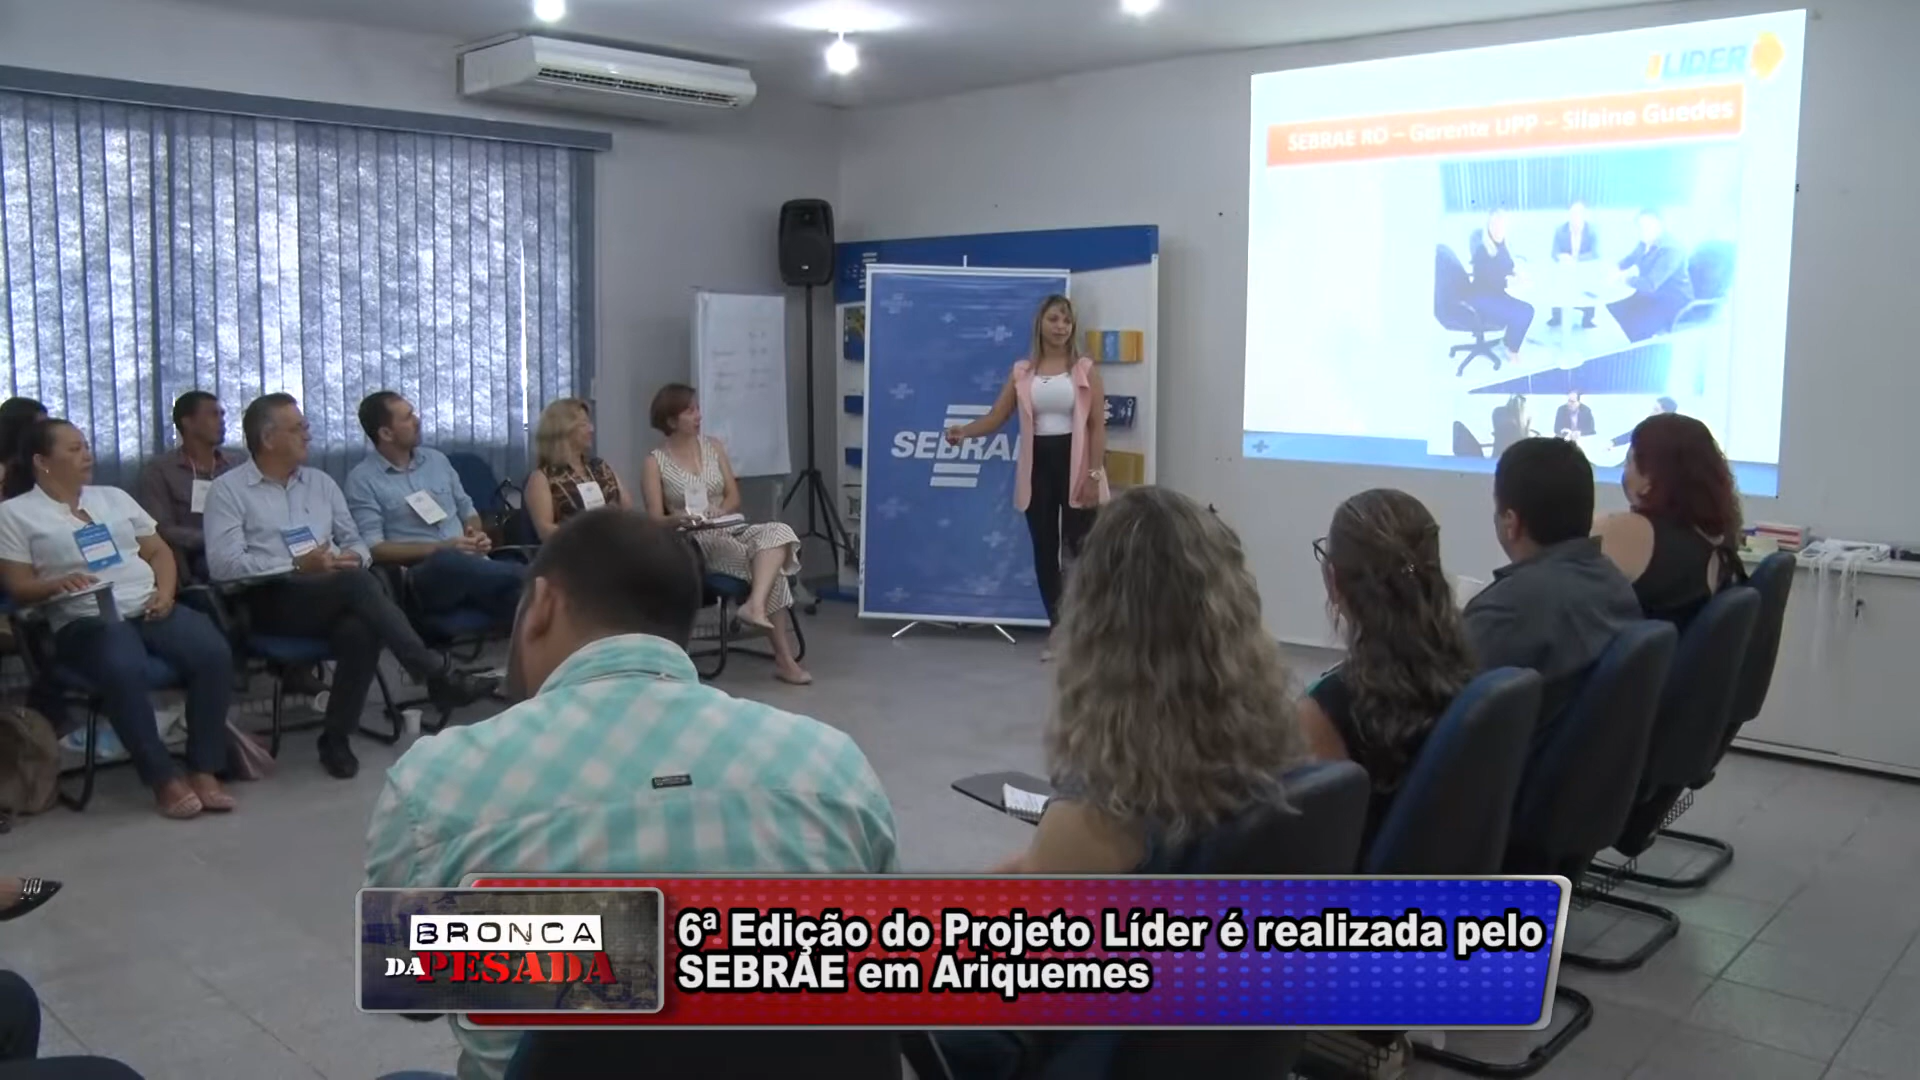 LIDER
SEBRAE RO – Gerente UPP – Silaine Guedes
SEBRAE
BRONCA
DA PESADA
6ª Edição do Projeto Líder é realizada pelo
SEBRAE em Ariquemes